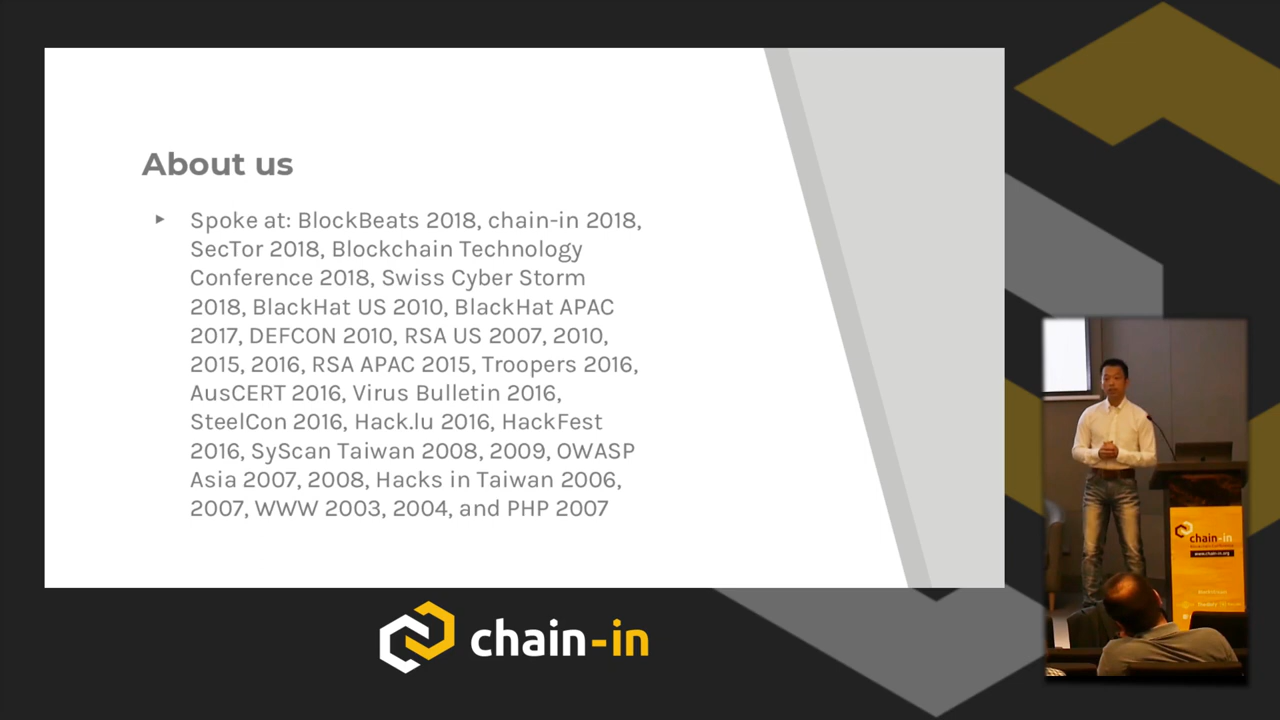 About us
Spoke at: BlockBeats 2018, chain-in 2018,
SecTor 2018, Blockchain Technology
Conference 2018, Swiss Cyber Storm
2018, BlackHat US 2010, BlackHat APAC
2017, DEFCON 2010, RSA US 2007, 2010,
2015, 2016, RSA APAC 2015, Troopers 2016,
AusCERT 2016, Virus Bulletin 2016,
SteelCon 2016, Hack.lu 2016, HackFest
2016, SyScan Taiwan 2008, 2009, OWASP
Asia 2007, 2008, Hacks in Taiwan 2006,
2007, WWW 2003, 2004, and PHP 2007
chain-in
chain-in
www.chain-in.org